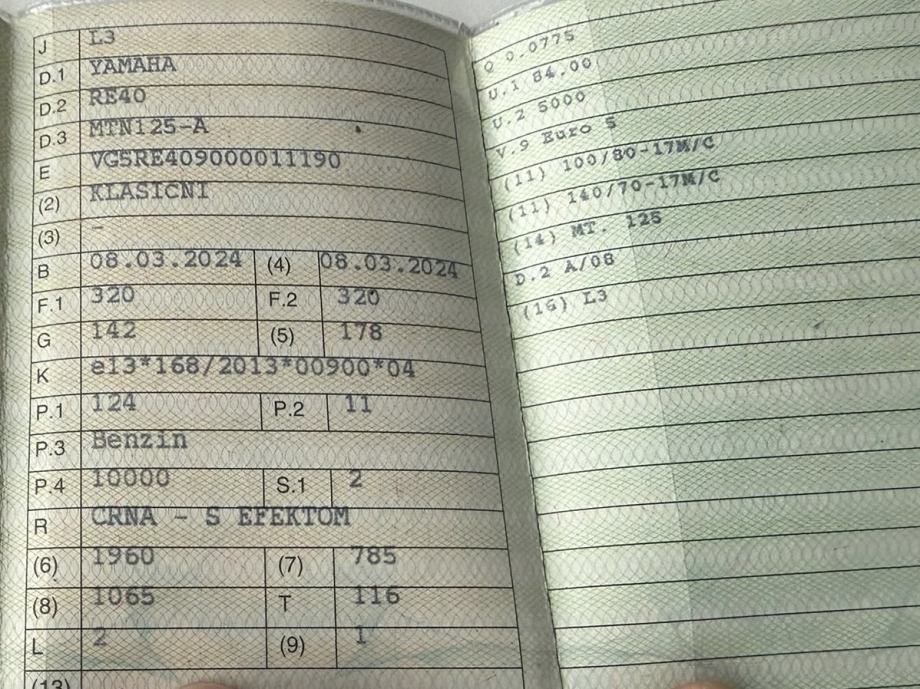 J L3
D.1 YAMAHA
D.2 RE40
D.3 MTN125-A
E VG5RE409000011190
(2) KLASIČNI
(3) -
B 08.03.2024 (4) 08.03.2024
F.1 320 F.2 320
G 142 (5) 178
K e13*168/2013*00900*04
P.1 124 P.2 11
P.3 Benzin
P.4 10000 S.1 2
R CRNA - S EFEKTOM
(6) 1960 (7) 785
(8) 1065 T 116
L 2 (9) 1
(13)
Q 0.0775
U.1 84.00
U.2 5000
V.9 Euro 5
(11) 100/80-17M/C
(11) 140/70-17M/C
(14) MT. 125
D.2 A/08
(16) L3